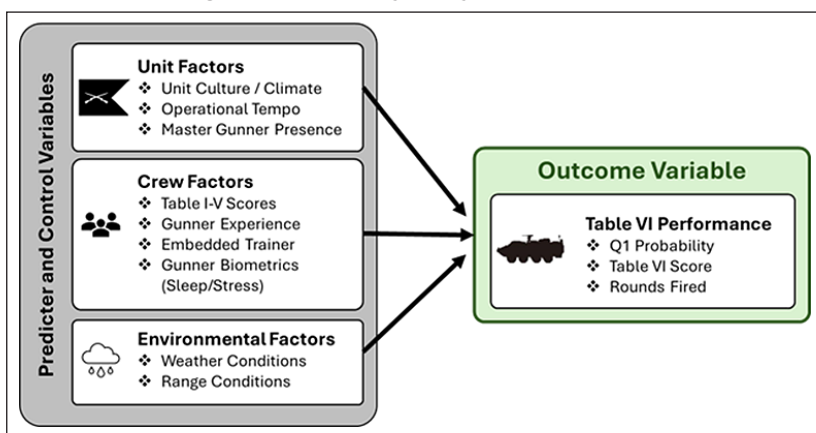 Predicter and Control Variables
Unit Factors
❖ Unit Culture / Climate
❖ Operational Tempo
❖ Master Gunner Presence
Crew Factors
❖ Table I-V Scores
❖ Gunner Experience
❖ Embedded Trainer
❖ Gunner Biometrics
(Sleep/Stress)
Environmental Factors
❖ Weather Conditions
❖ Range Conditions
Outcome Variable
Table VI Performance
❖ Q1 Probability
❖ Table VI Score
❖ Rounds Fired